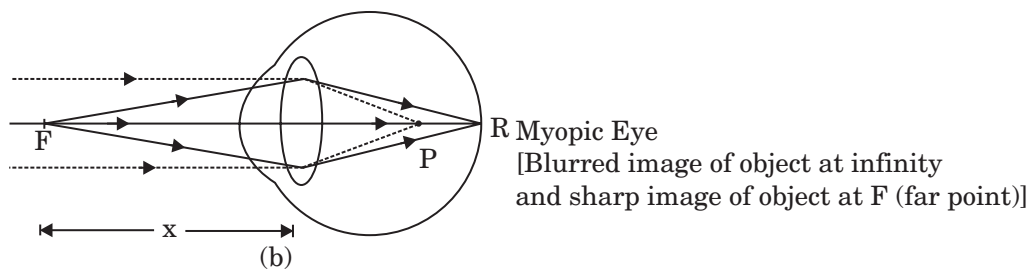 F
P
R Myopic Eye
[Blurred image of object at infinity
and sharp image of object at F (far point)]
x
(b)